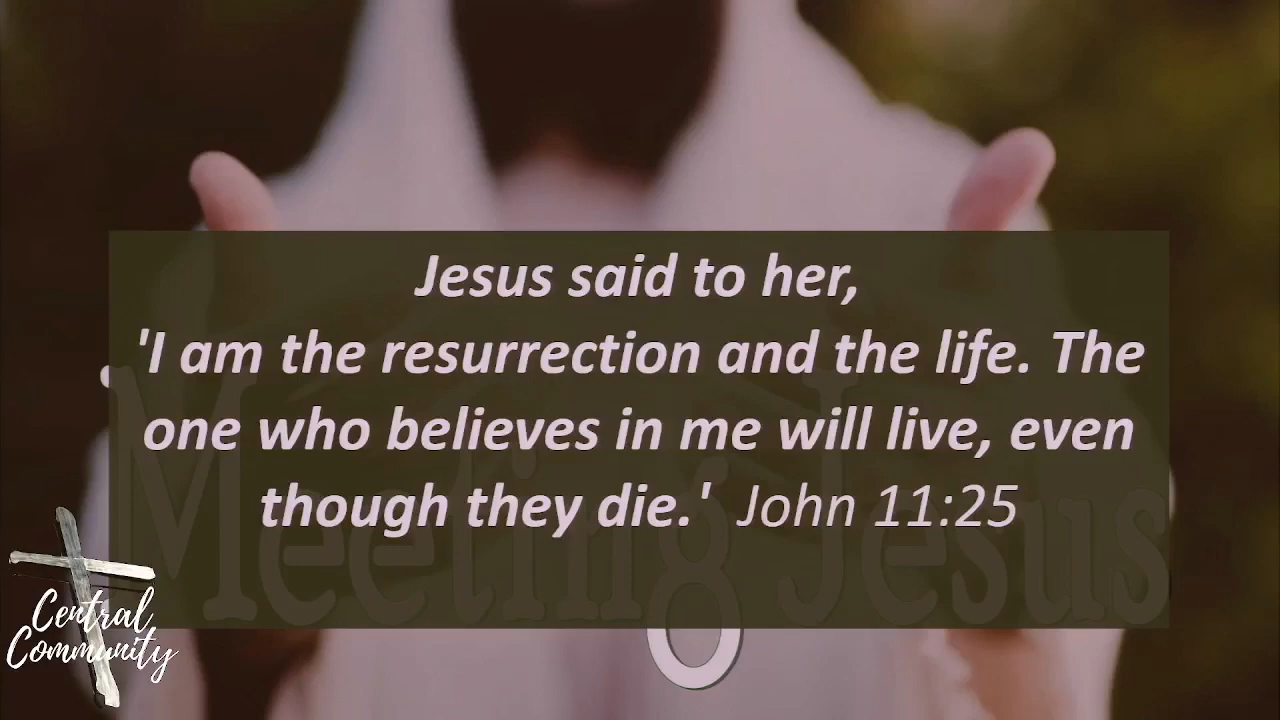 Jesus said to her,
'I am the resurrection and the life. The
one who believes in me will live, even
though they die.' John 11:25
Meeting Jesus
Central
Community